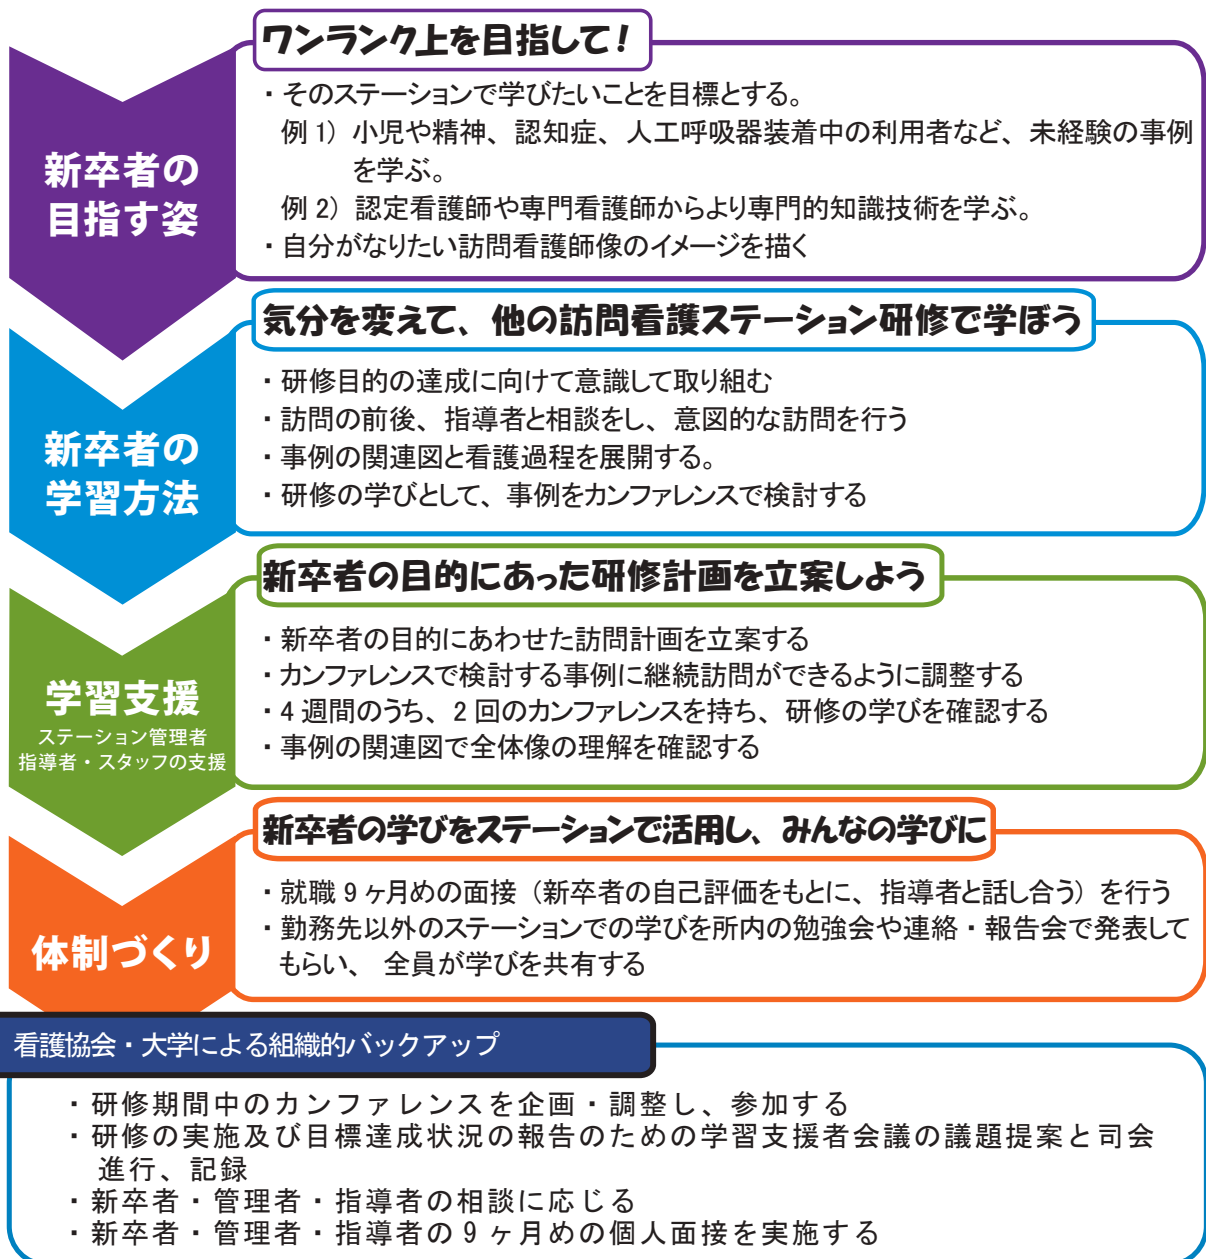 ワンランク上を目指して！
新卒者の
目指す姿
・そのステーションで学びたいことを目標とする。
例1）小児や精神、認知症、人工呼吸器装着中の利用者など、未経験の事例
を学ぶ。
例2）認定看護師や専門看護師からより専門的知識技術を学ぶ。
・自分がなりたい訪問看護師像のイメージを描く
気分を変えて、他の訪問看護ステーション研修で学ぼう
新卒者の
学習方法
・研修目的の達成に向けて意識して取り組む
・訪問の前後、指導者と相談をし、意図的な訪問を行う
・事例の関連図と看護過程を展開する。
・研修の学びとして、事例をカンファレンスで検討する
新卒者の目的にあった研修計画を立案しよう
学習支援
ステーション管理者
指導者・スタッフの支援
・新卒者の目的にあわせた訪問計画を立案する
・カンファレンスで検討する事例に継続訪問ができるように調整する
・4週間のうち、2回のカンファレンスを持ち、研修の学びを確認する
・事例の関連図で全体像の理解を確認する
新卒者の学びをステーションで活用し、みんなの学びに
体制づくり
・就職9ヶ月めの面接（新卒者の自己評価をもとに、指導者と話し合う）を行う
・勤務先以外のステーションでの学びを所内の勉強会や連絡・報告会で発表して
もらい、全員が学びを共有する
看護協会・大学による組織的バックアップ
・研修期間中のカンファレンスを企画・調整し、参加する
・研修の実施及び目標達成状況の報告のための学習支援者会議の議題提案と司会
進行、記録
・新卒者・管理者・指導者の相談に応じる
・新卒者・管理者・指導者の9ヶ月めの個人面接を実施する